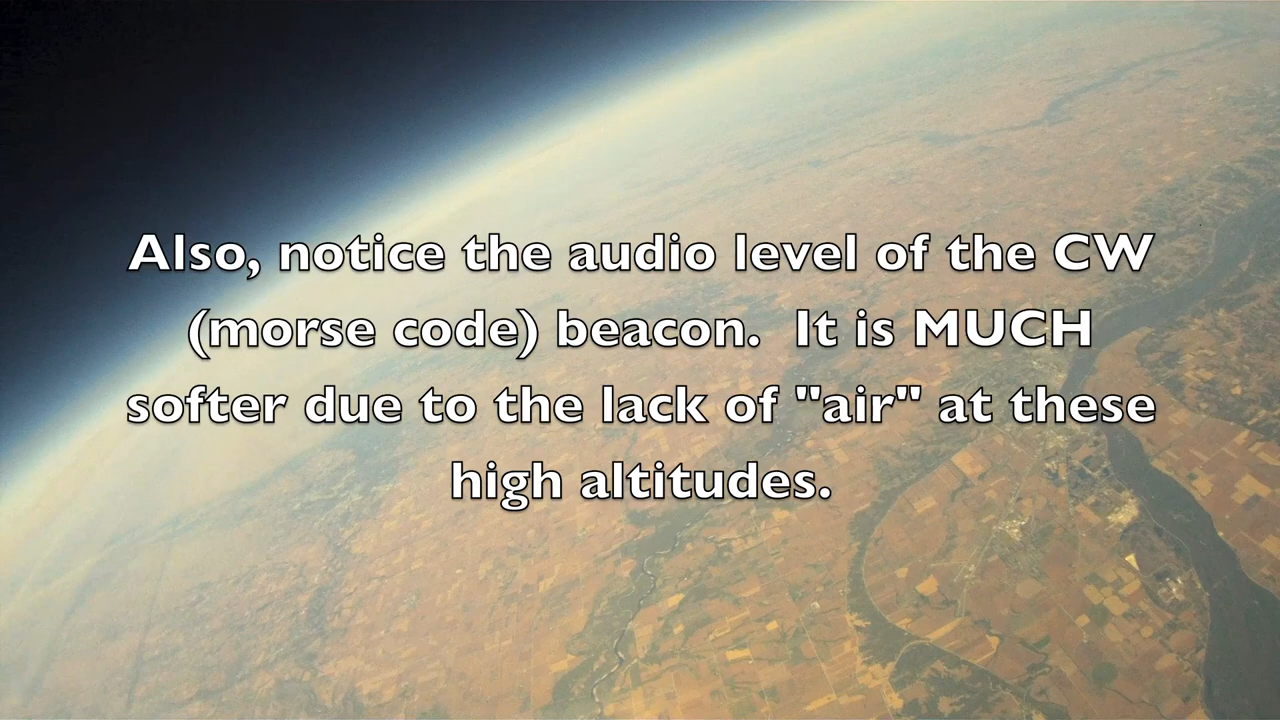 Also, notice the audio level of the CW
(morse code) beacon.  It is MUCH
softer due to the lack of "air" at these
high altitudes.